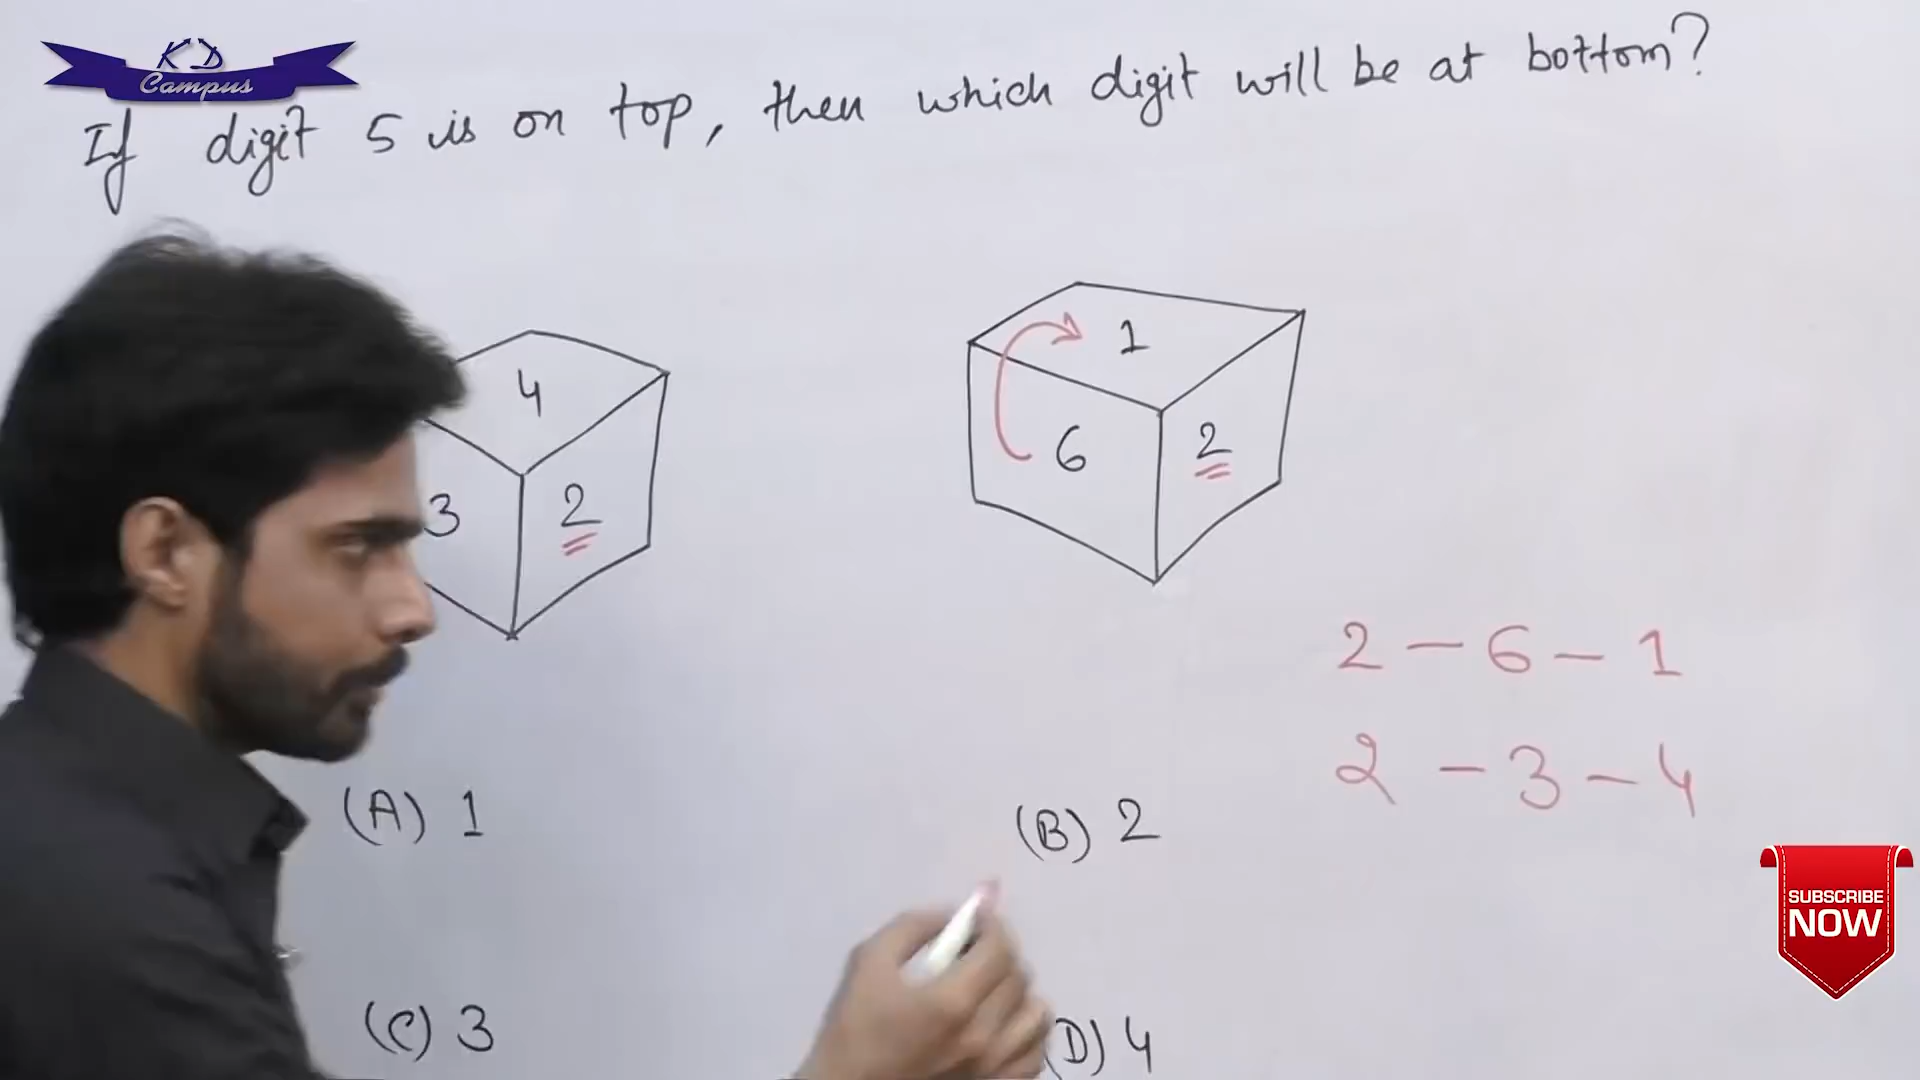 KD
Campus
If digit 5 is on top, then which digit will be at bottom?
4
3
2
1
6
2
2 - 6 - 1
2 - 3 - 4
(A) 1
(B) 2
(C) 3
(D) 4
SUBSCRIBE
NOW